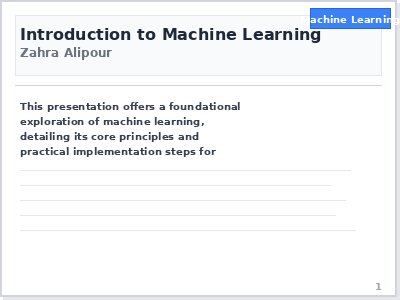 Machine Learning
Introduction to Machine Learning
Zahra Alipour
This presentation offers a foundational
exploration of machine learning,
detailing its core principles and
practical implementation steps for
1